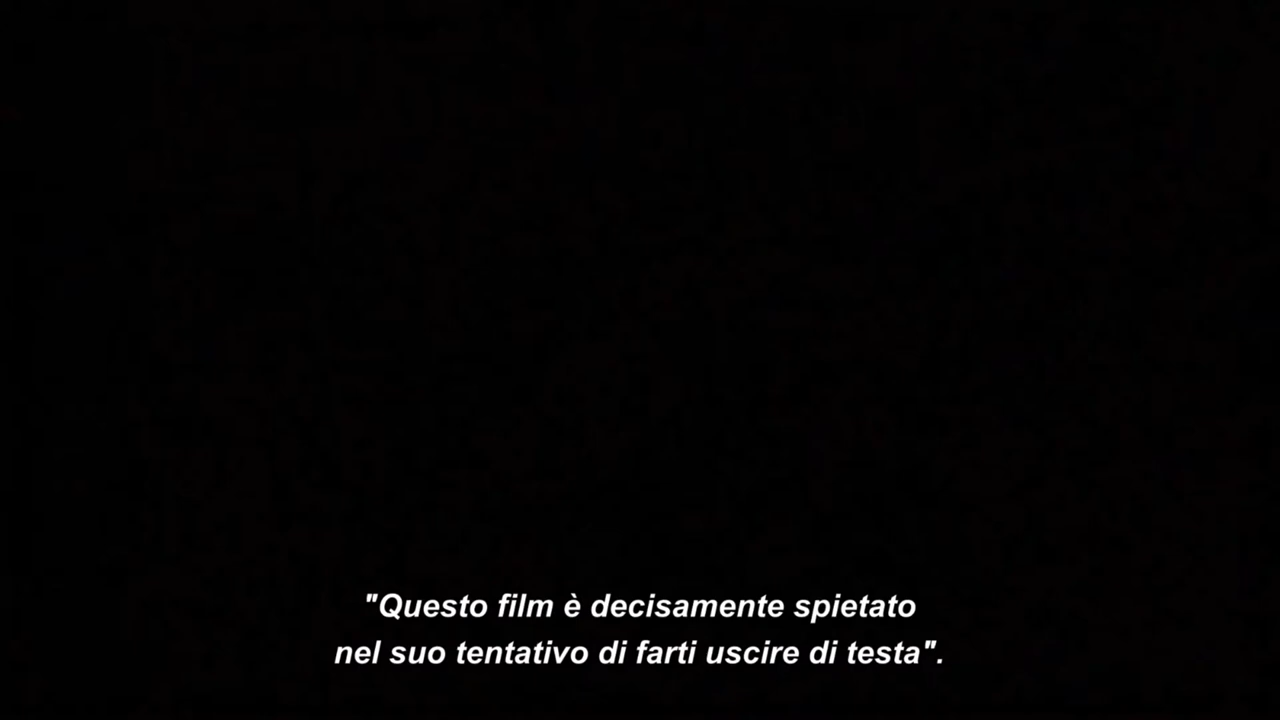 "Questo film è decisamente spietato
nel suo tentativo di farti uscire di testa".